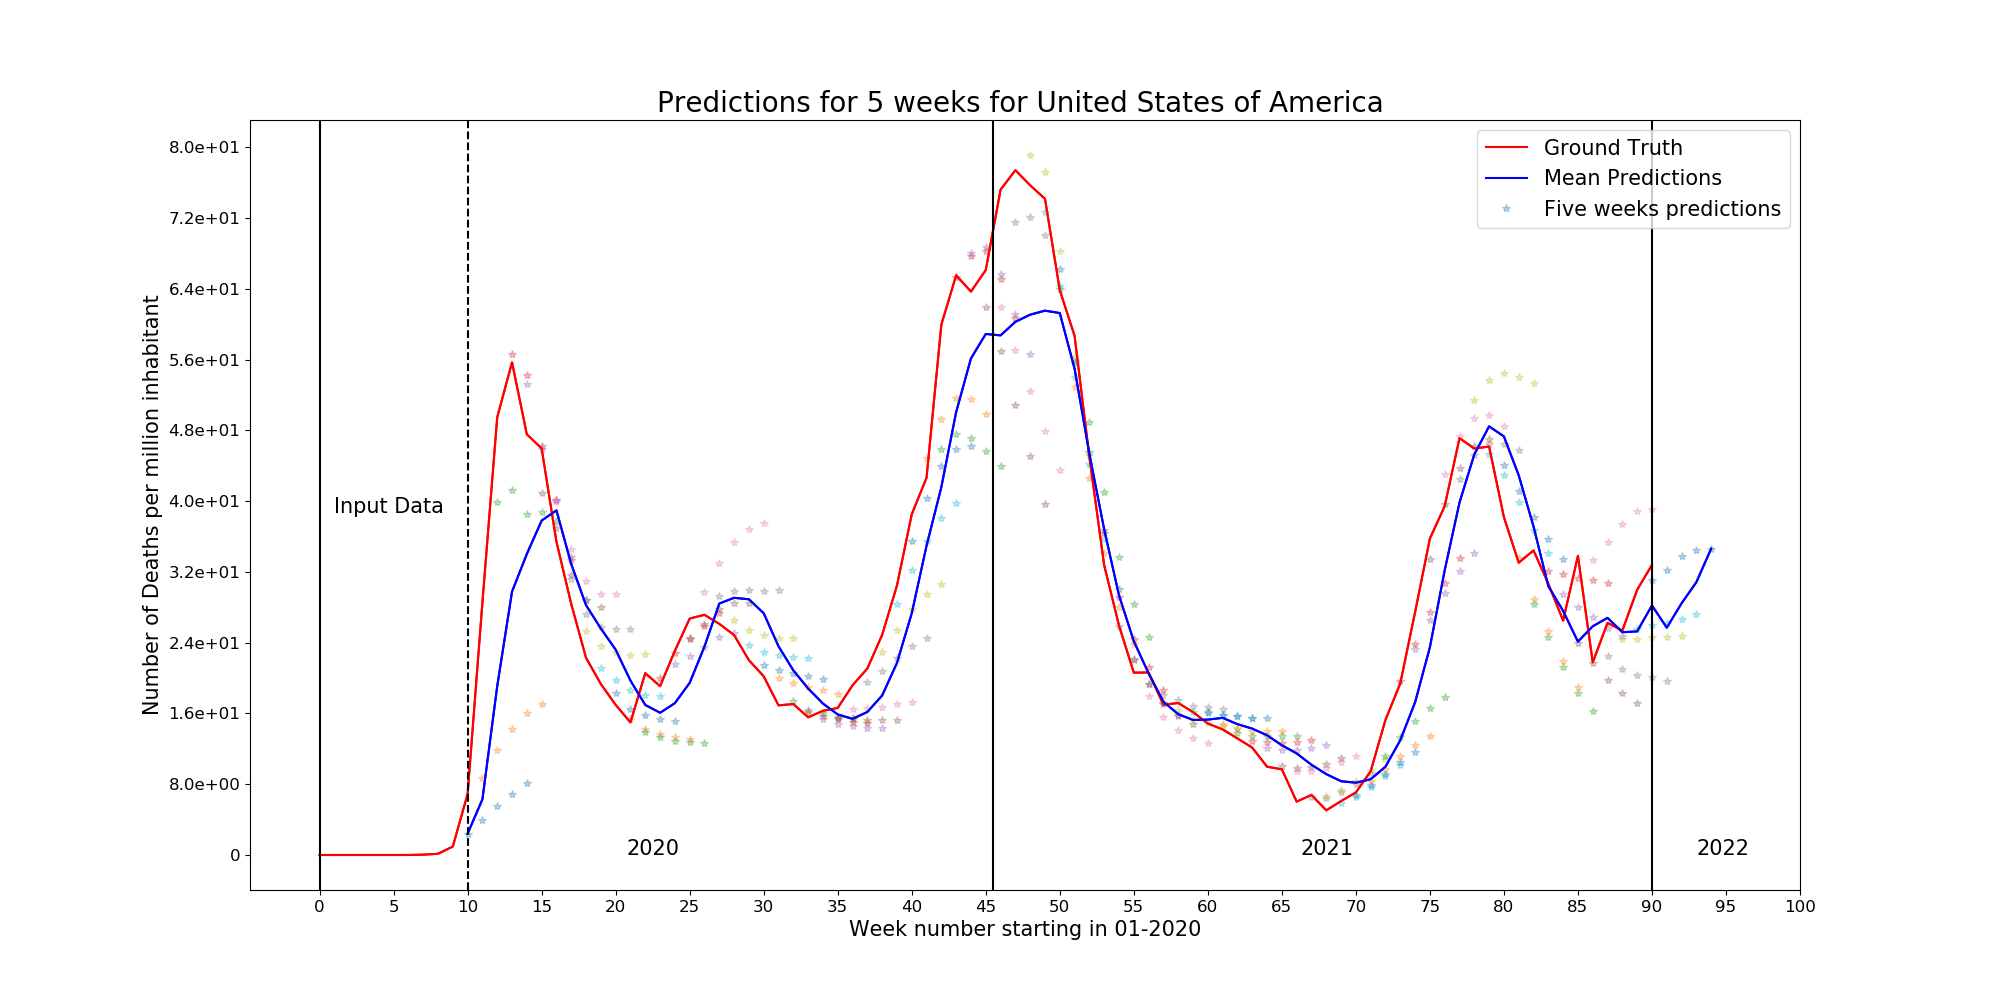 Predictions for 5 weeks for United States of America
Number of Deaths per million inhabitant
8.0e+01
7.2e+01
6.4e+01
5.6e+01
4.8e+01
4.0e+01
3.2e+01
2.4e+01
1.6e+01
8.0e+00
0
Ground Truth
Mean Predictions
Five weeks predictions
Input Data
2020
2021
2022
0 5 10 15 20 25 30 35 40 45 50 55 60 65 70 75 80 85 90 95 100
Week number starting in 01-2020